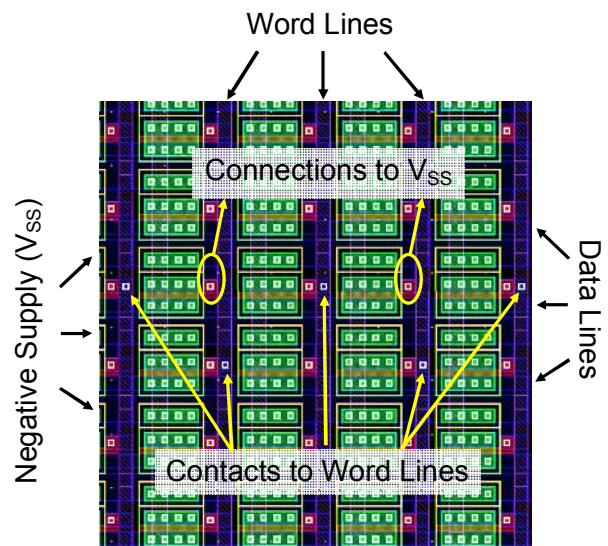 Word Lines
Connections to VSS
Negative Supply (VSS)
Data Lines
Contacts to Word Lines